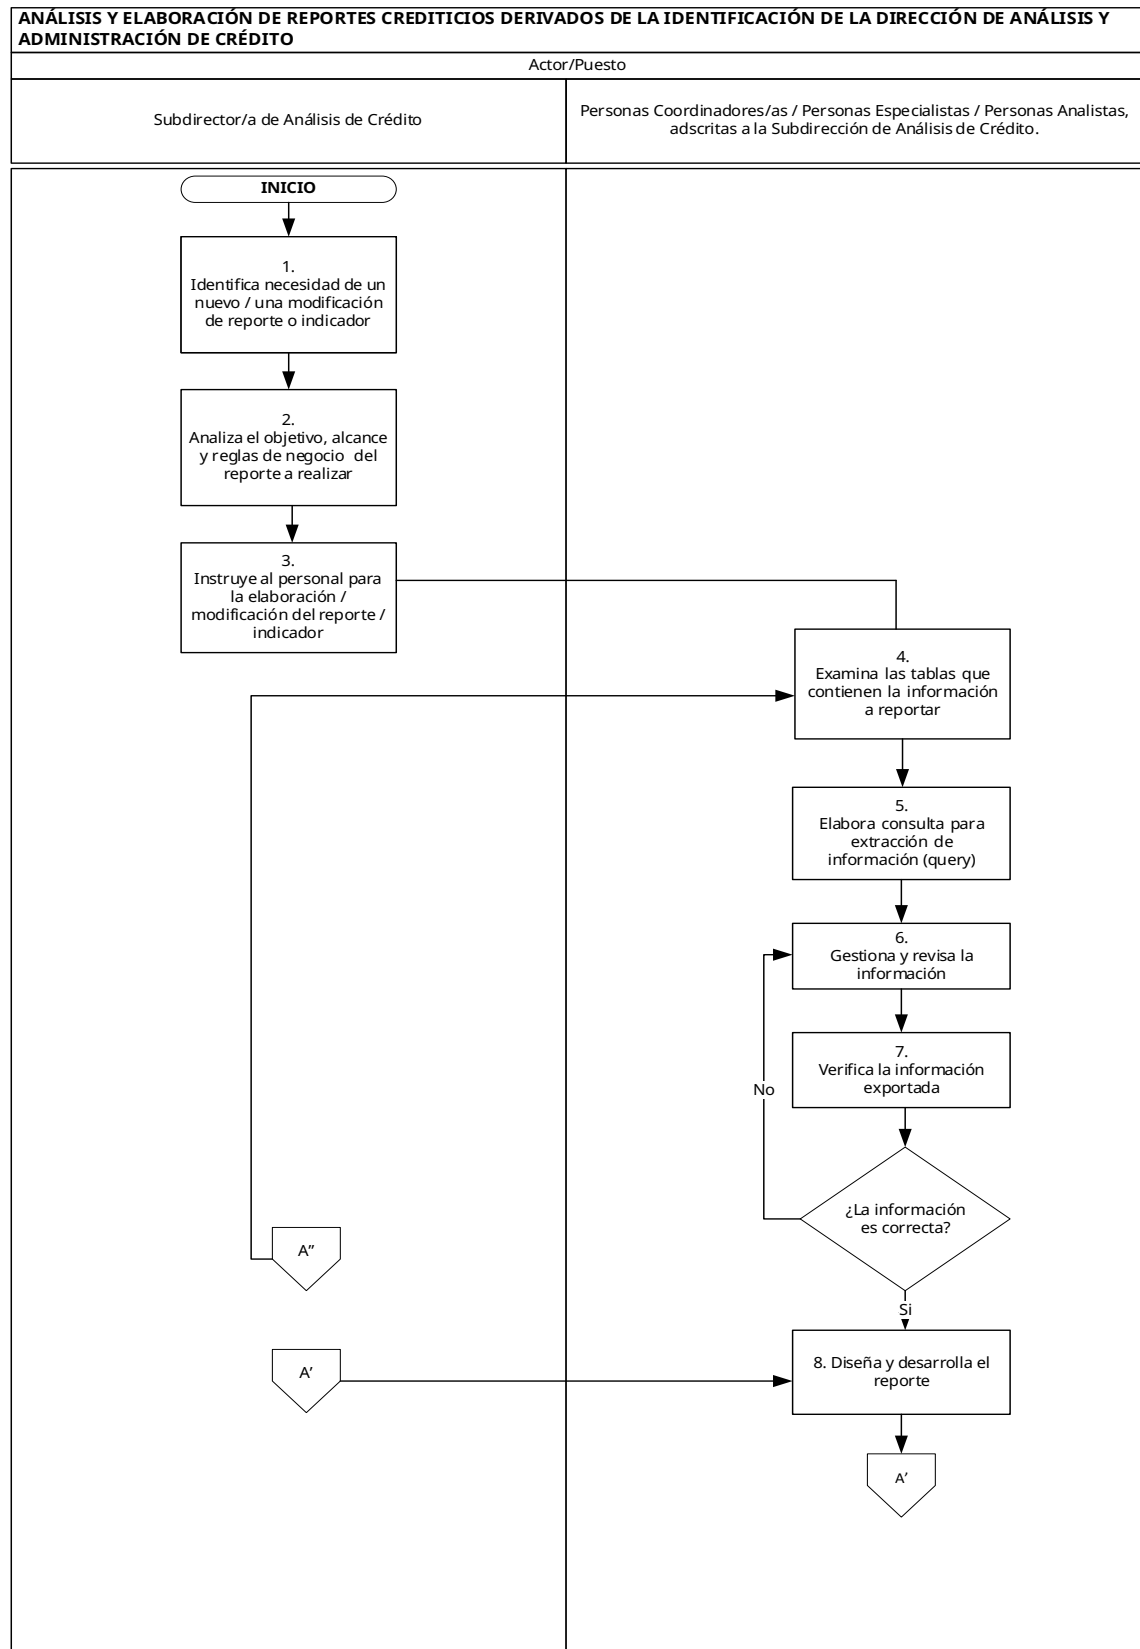 ANÁLISIS Y ELABORACIÓN DE REPORTES CREDITICIOS DERIVADOS DE LA IDENTIFICACIÓN DE LA DIRECCIÓN DE ANÁLISIS Y
ADMINISTRACIÓN DE CRÉDITO
Actor/Puesto
Subdirector/a de Análisis de Crédito
Personas Coordinadores/as / Personas Especialistas / Personas Analistas,
adscritas a la Subdirección de Análisis de Crédito.
INICIO
1.
Identifica necesidad de un
nuevo / una modificación
de reporte o indicador
2.
Analiza el objetivo, alcance
y reglas de negocio del
reporte a realizar
3.
Instruye al personal para
la elaboración /
modificación del reporte /
indicador
4.
Examina las tablas que
contienen la información
a reportar
5.
Elabora consulta para
extracción de
información (query)
6.
Gestiona y revisa la
información
7.
Verifica la información
exportada
No
¿La información
es correcta?
A’’
Si
8. Diseña y desarrolla el
reporte
A’
A’